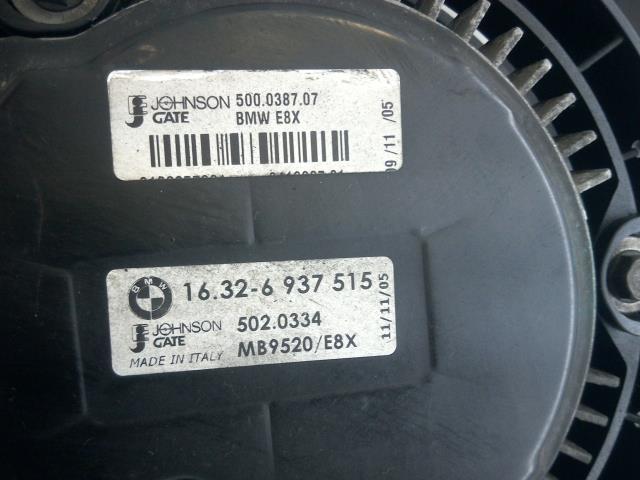 JOHNSON 500.0387.07
GATE BMW E8X
09/11/05
BMW 16.32-6 937 515
JOHNSON 502.0334
GATE MB9520/E8X
MADE IN ITALY
11/11/05